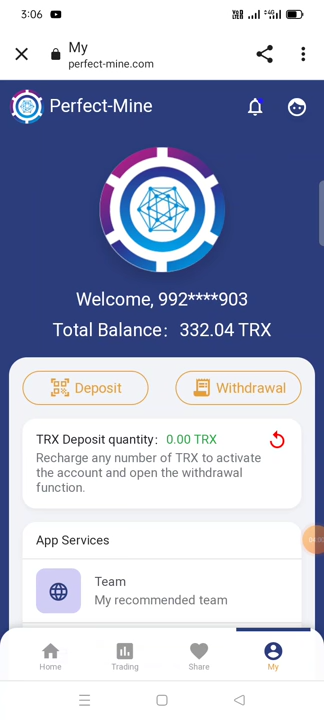 3:06
My
perfect-mine.com
Perfect-Mine
Welcome, 992****903
Total Balance: 332.04 TRX
Deposit
Withdrawal
TRX Deposit quantity: 0.00 TRX
Recharge any number of TRX to activate
the account and open the withdrawal
function.
App Services
Team
My recommended team
Home
Trading
Share
My